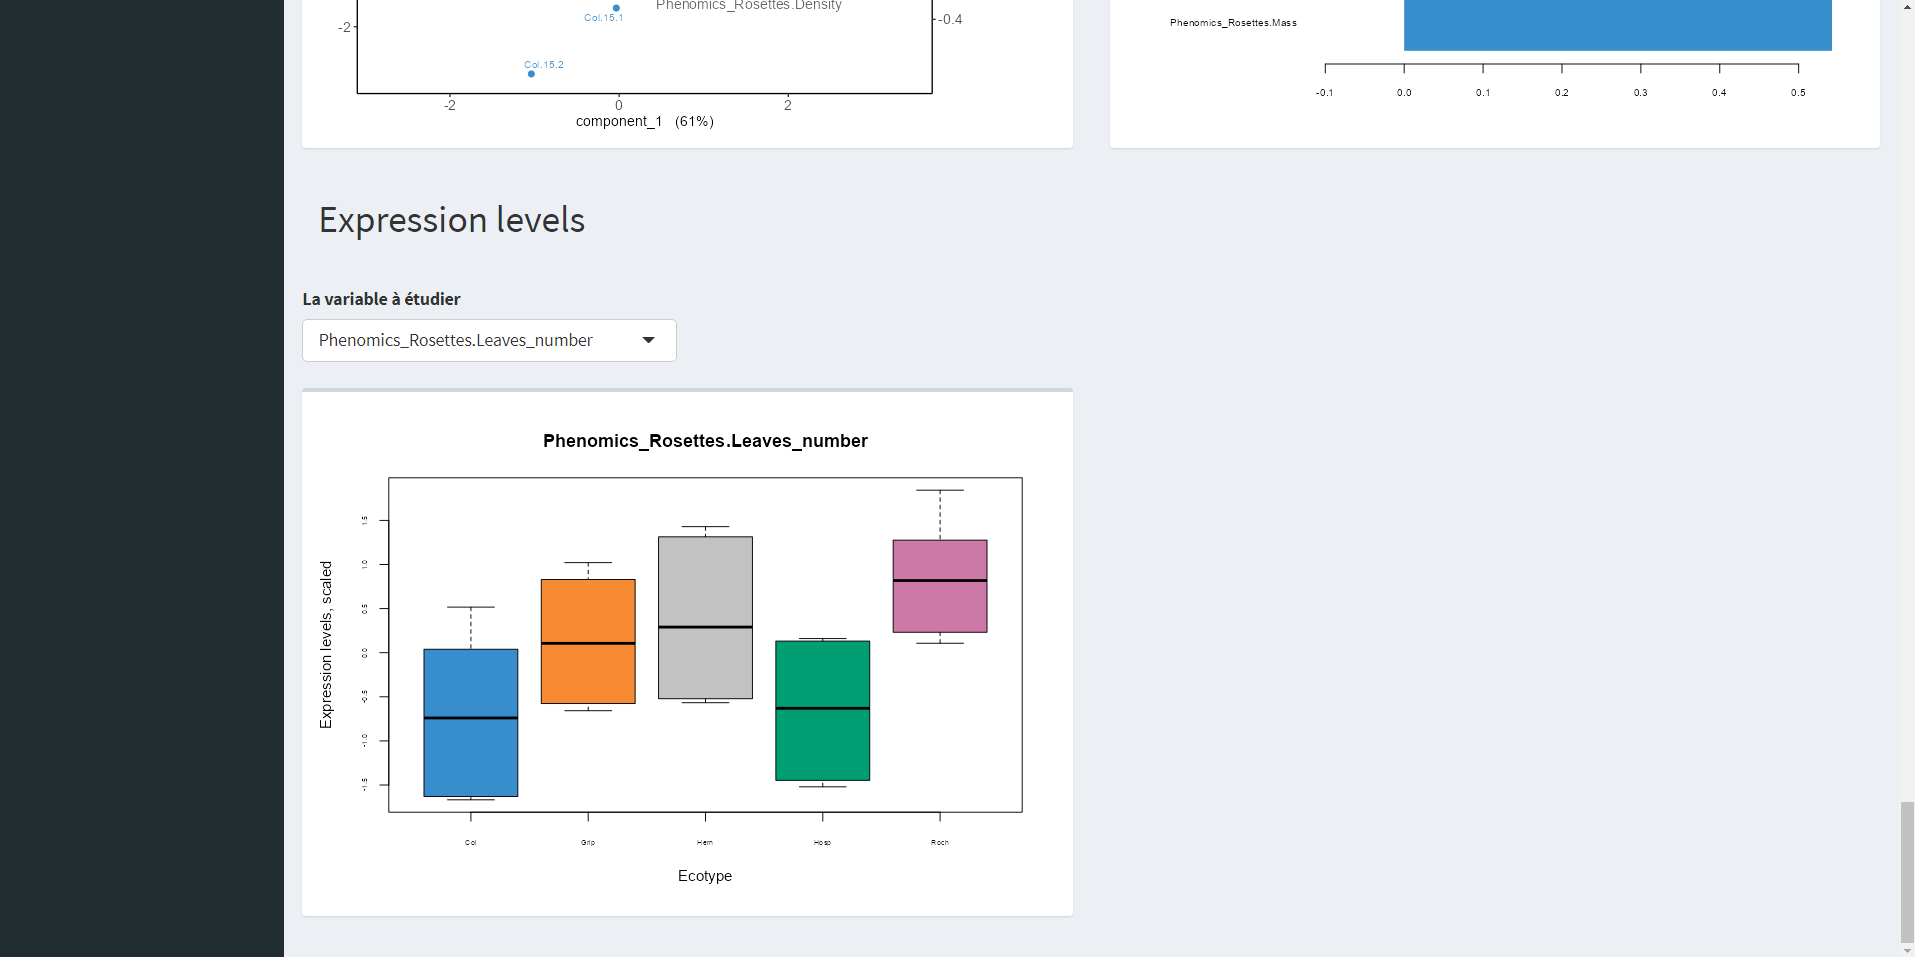 Phenomics_Rosettes.Density
Col.15.1
-2
-0.4
Col.15.2
-2 0 2
component_1 (61%)
Phenomics_Rosettes.Mass
-0.1 0.0 0.1 0.2 0.3 0.4 0.5
Expression levels
La variable à étudier
Phenomics_Rosettes.Leaves_number
Phenomics_Rosettes.Leaves_number
Expression levels, scaled
1.5
1.0
0.5
0.0
-0.5
-1.0
-1.5
Col Grip Hern Hosp Roch
Ecotype